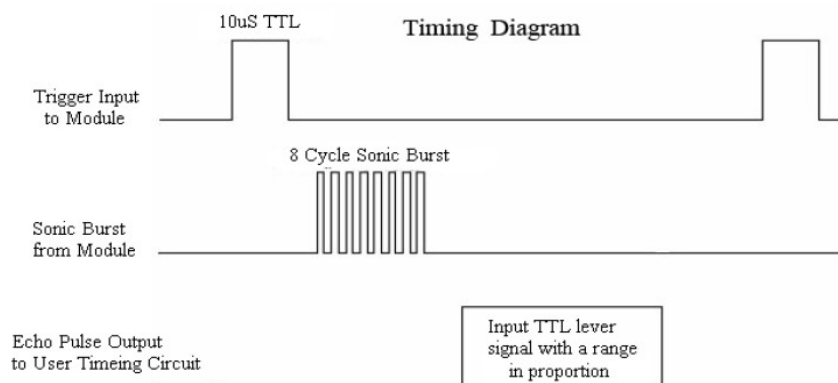 10uS TTL
Timing Diagram
Trigger Input
to Module
8 Cycle Sonic Burst
Sonic Burst
from Module
Echo Pulse Output
to User Timeing Circuit
Input TTL lever
signal with a range
in proportion